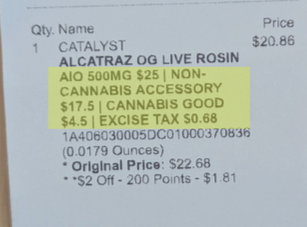 Qty. Name Price
1 CATALYST $20.86
ALCATRAZ OG LIVE ROSIN
AIO 500MG $25 | NON-
CANNABIS ACCESSORY
$17.5 | CANNABIS GOOD
$4.5 | EXCISE TAX $0.68
1A406030005DC01000370836
(0.0179 Ounces)
* Original Price: $22.68
* *$2 Off - 200 Points - $1.81